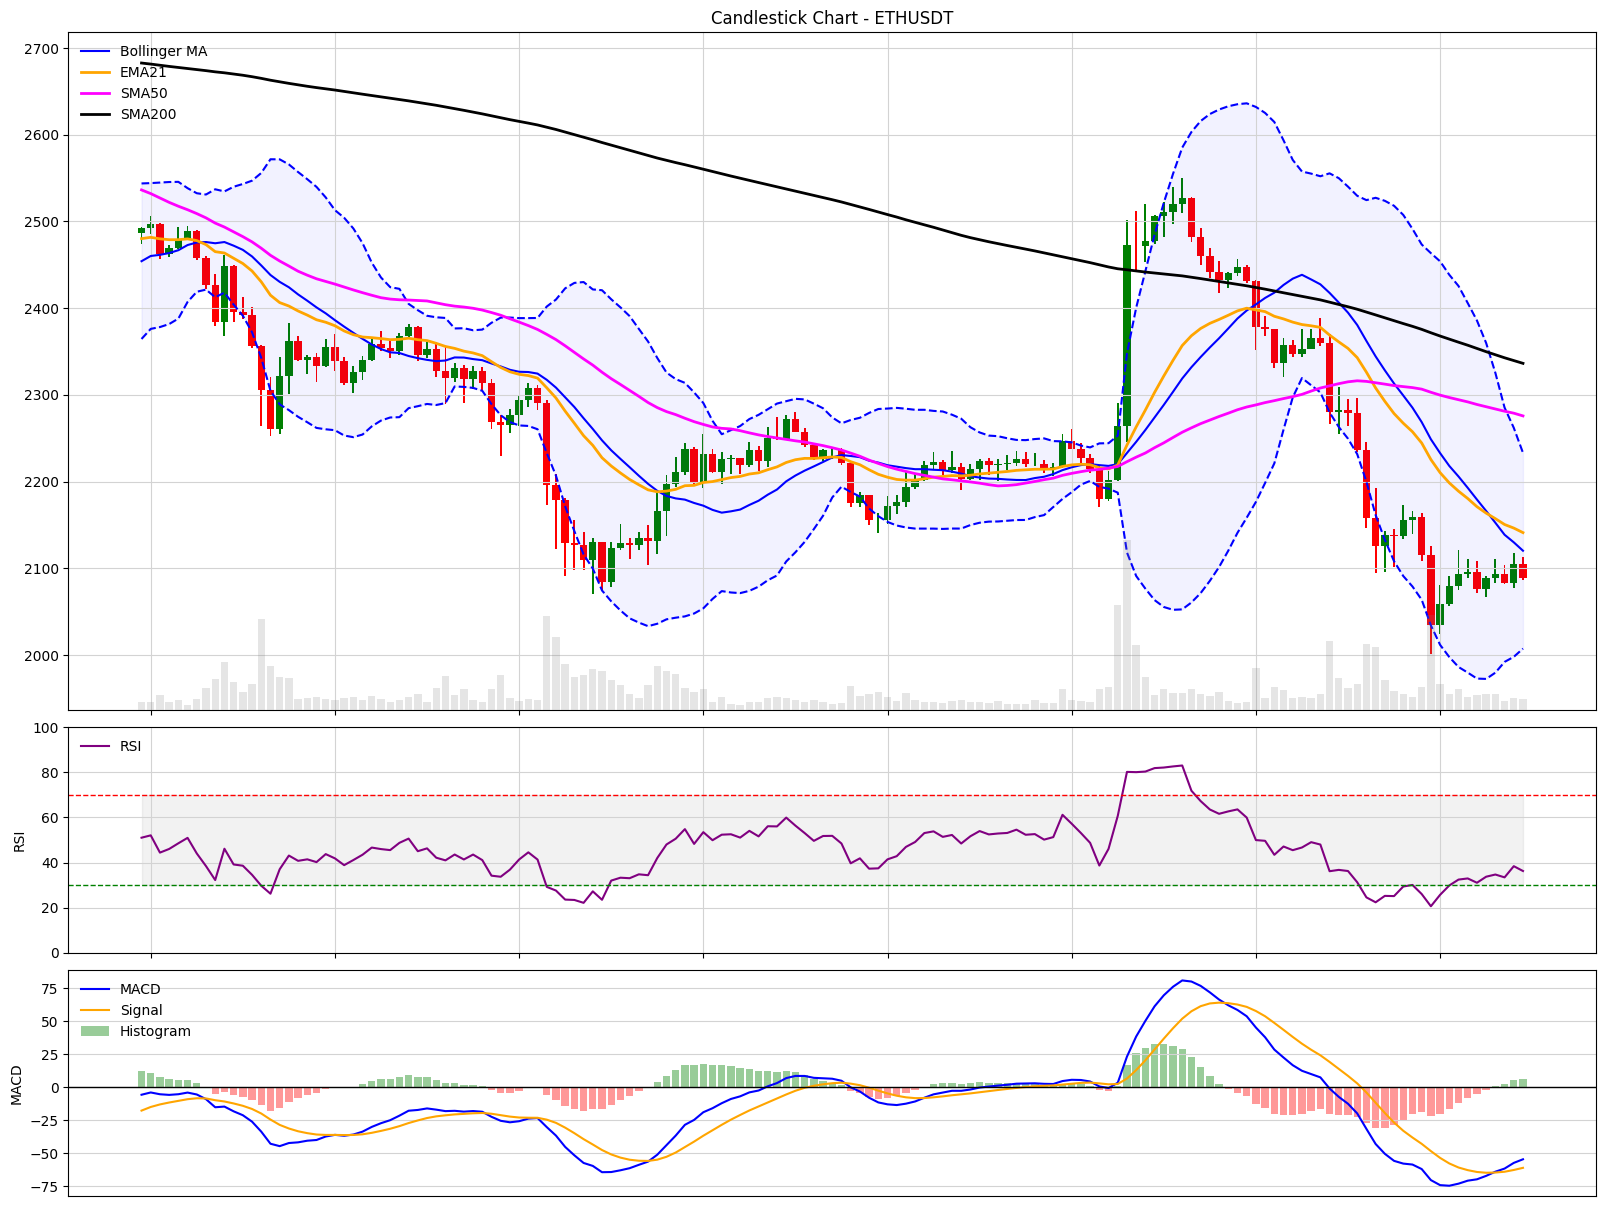 Candlestick Chart - ETHUSDT
2700
2600
2500
2400
2300
2200
2100
2000
Bollinger MA
EMA21
SMA50
SMA200
100
80
60
40
20
0
RSI
RSI
75
50
25
0
−25
−50
−75
MACD
MACD
Signal
Histogram